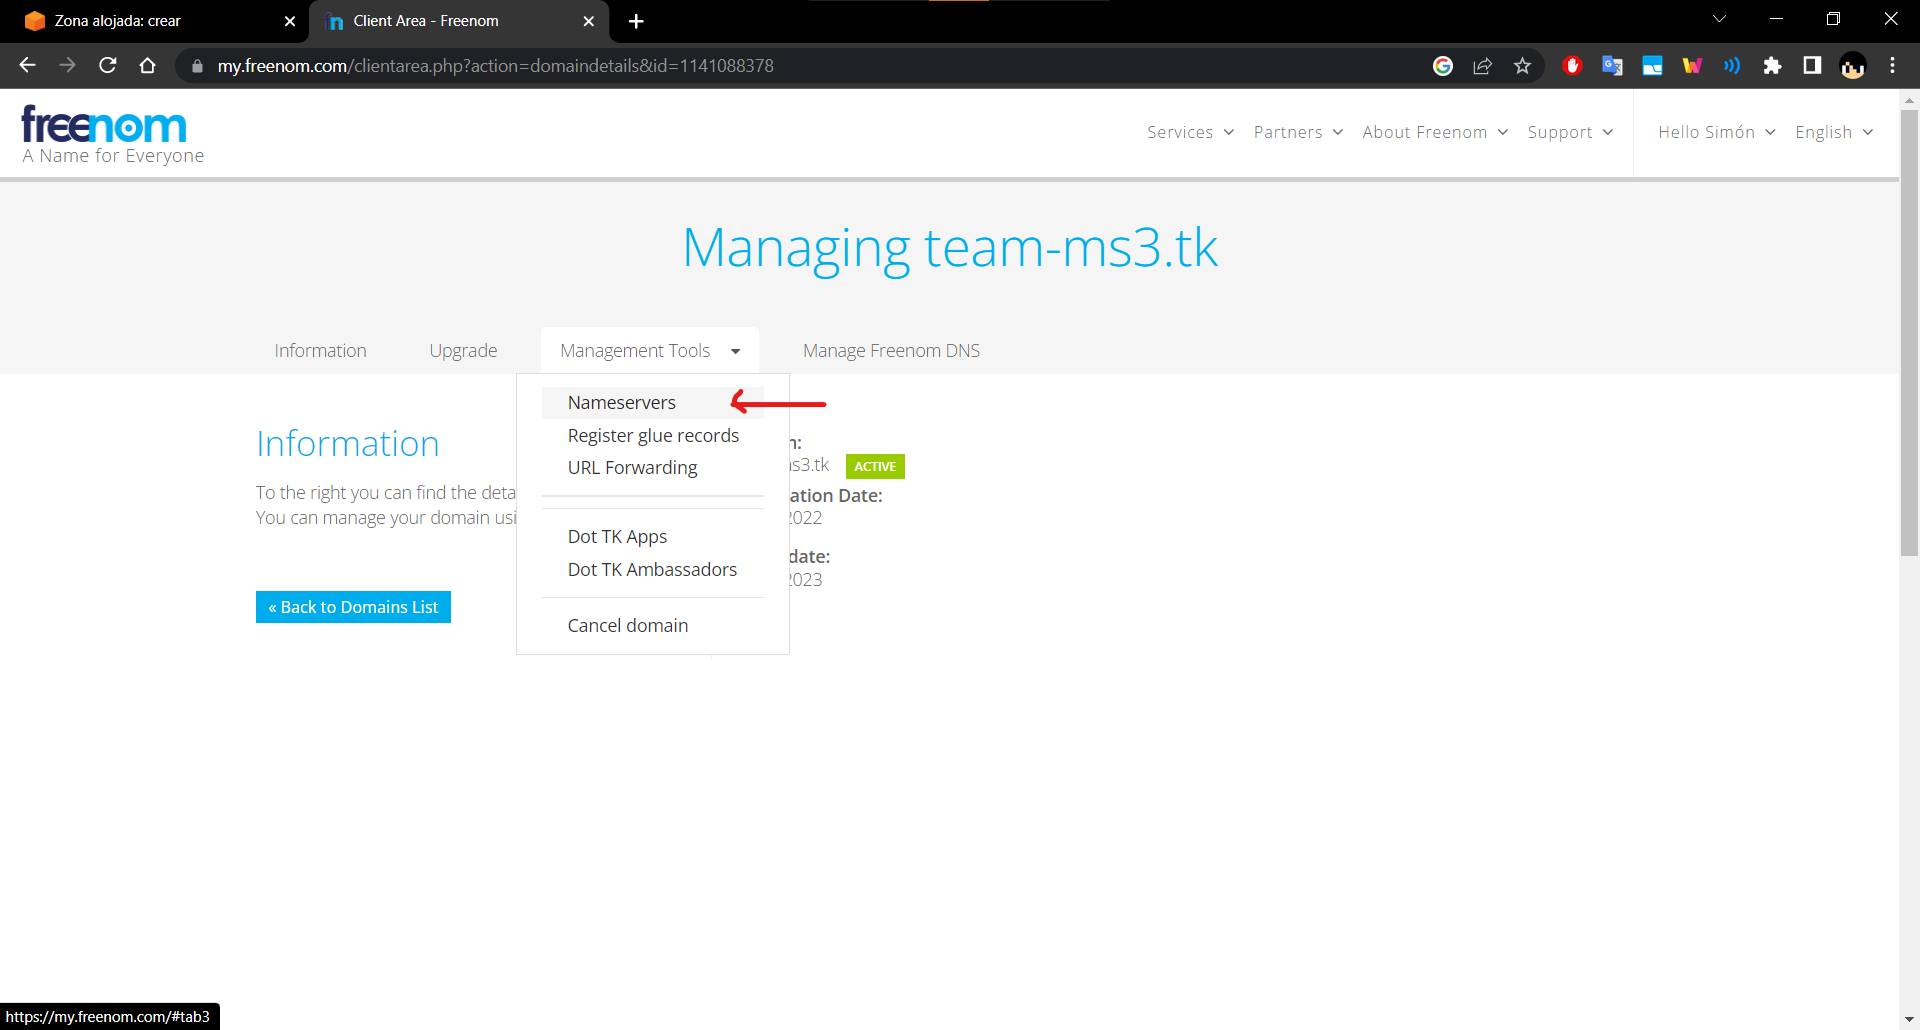 Zona alojada: crear
Client Area - Freenom
my.freenom.com/clientarea.php?action=domaindetails&id=1141088378
freenom
A Name for Everyone
Services
Partners
About Freenom
Support
Hello Simón
English
Managing team-ms3.tk
Information
Upgrade
Management Tools
Manage Freenom DNS
Nameservers
Register glue records
URL Forwarding
Dot TK Apps
Dot TK Ambassadors
Cancel domain
Information
To the right you can find the deta
You can manage your domain usi
« Back to Domains List
n:
ms3.tk
ACTIVE
ation Date:
2022
date:
2023
https://my.freenom.com/#tab3